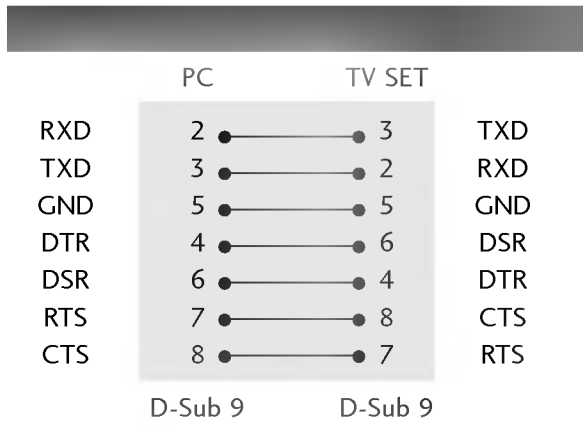 PC TV SET
RXD 2 3 TXD
TXD 3 2 RXD
GND 5 5 GND
DTR 4 6 DSR
DSR 6 4 DTR
RTS 7 8 CTS
CTS 8 7 RTS
D-Sub 9 D-Sub 9